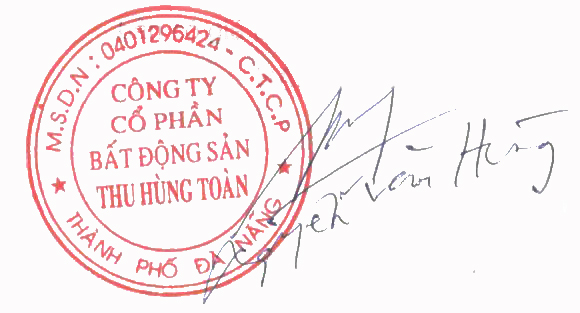 M.S.D.N : 0401296424 - C.T.C.P
CÔNG TY
CỔ PHẦN
BẤT ĐỘNG SẢN
THU HÙNG TOÀN
THÀNH PHỐ ĐÀ NẴNG
Nguyễn Văn Hùng